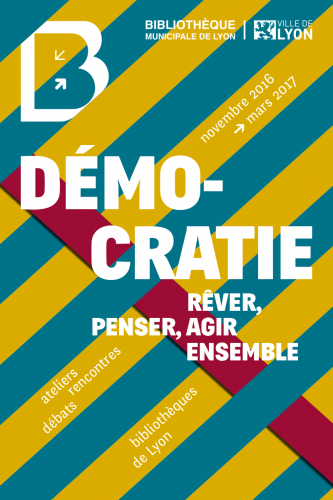 B
BIBLIOTHÈQUE
MUNICIPALE DE LYON
VILLE DE
LYON
novembre 2016
→ mars 2017
DÉMO-
CRATIE
RÊVER,
PENSER, AGIR
ENSEMBLE
ateliers
rencontres
débats
bibliothèques
de Lyon